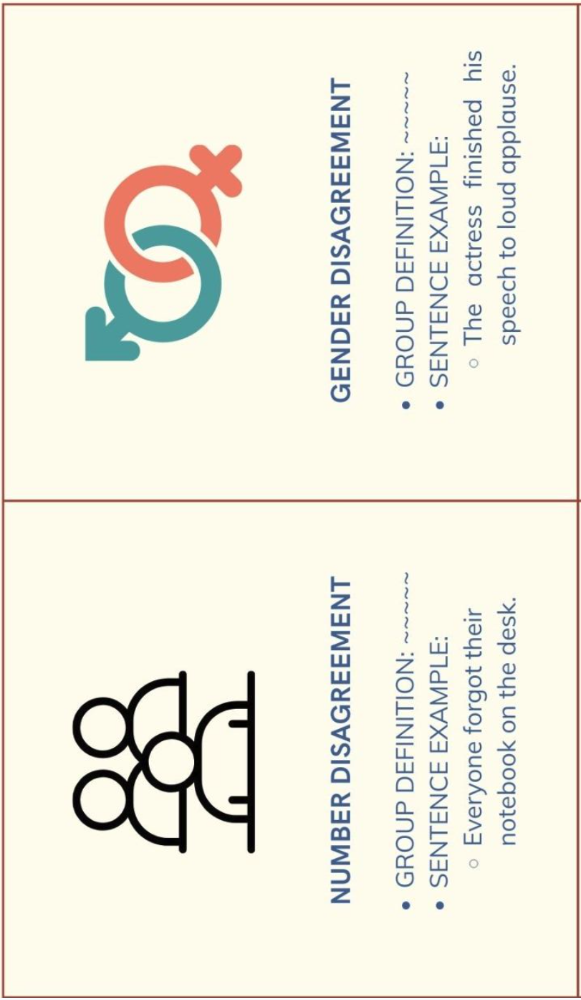 NUMBER DISAGREEMENT
• GROUP DEFINITION: ~~~~~
• SENTENCE EXAMPLE:
○ Everyone forgot their
notebook on the desk.
GENDER DISAGREEMENT
• GROUP DEFINITION: ~~~~~
• SENTENCE EXAMPLE:
○ The actress finished his
speech to loud applause.